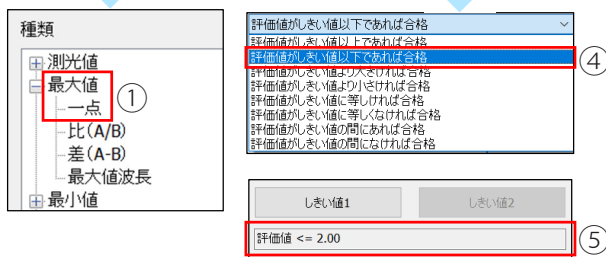 種類
測光値
最大値
一点
①
比(A/B)
差(A-B)
最大値波長
最小値
評価値がしきい値以下であれば合格
評価値がしきい値以上であれば合格
評価値がしきい値以下であれば合格
④
評価値がしきい値より大きければ合格
評価値がしきい値より小さければ合格
評価値がしきい値に等しければ合格
評価値がしきい値に等しくなければ合格
評価値がしきい値の間にあれば合格
評価値がしきい値の間になければ合格
しきい値1
しきい値2
評価値 <= 2.00
⑤